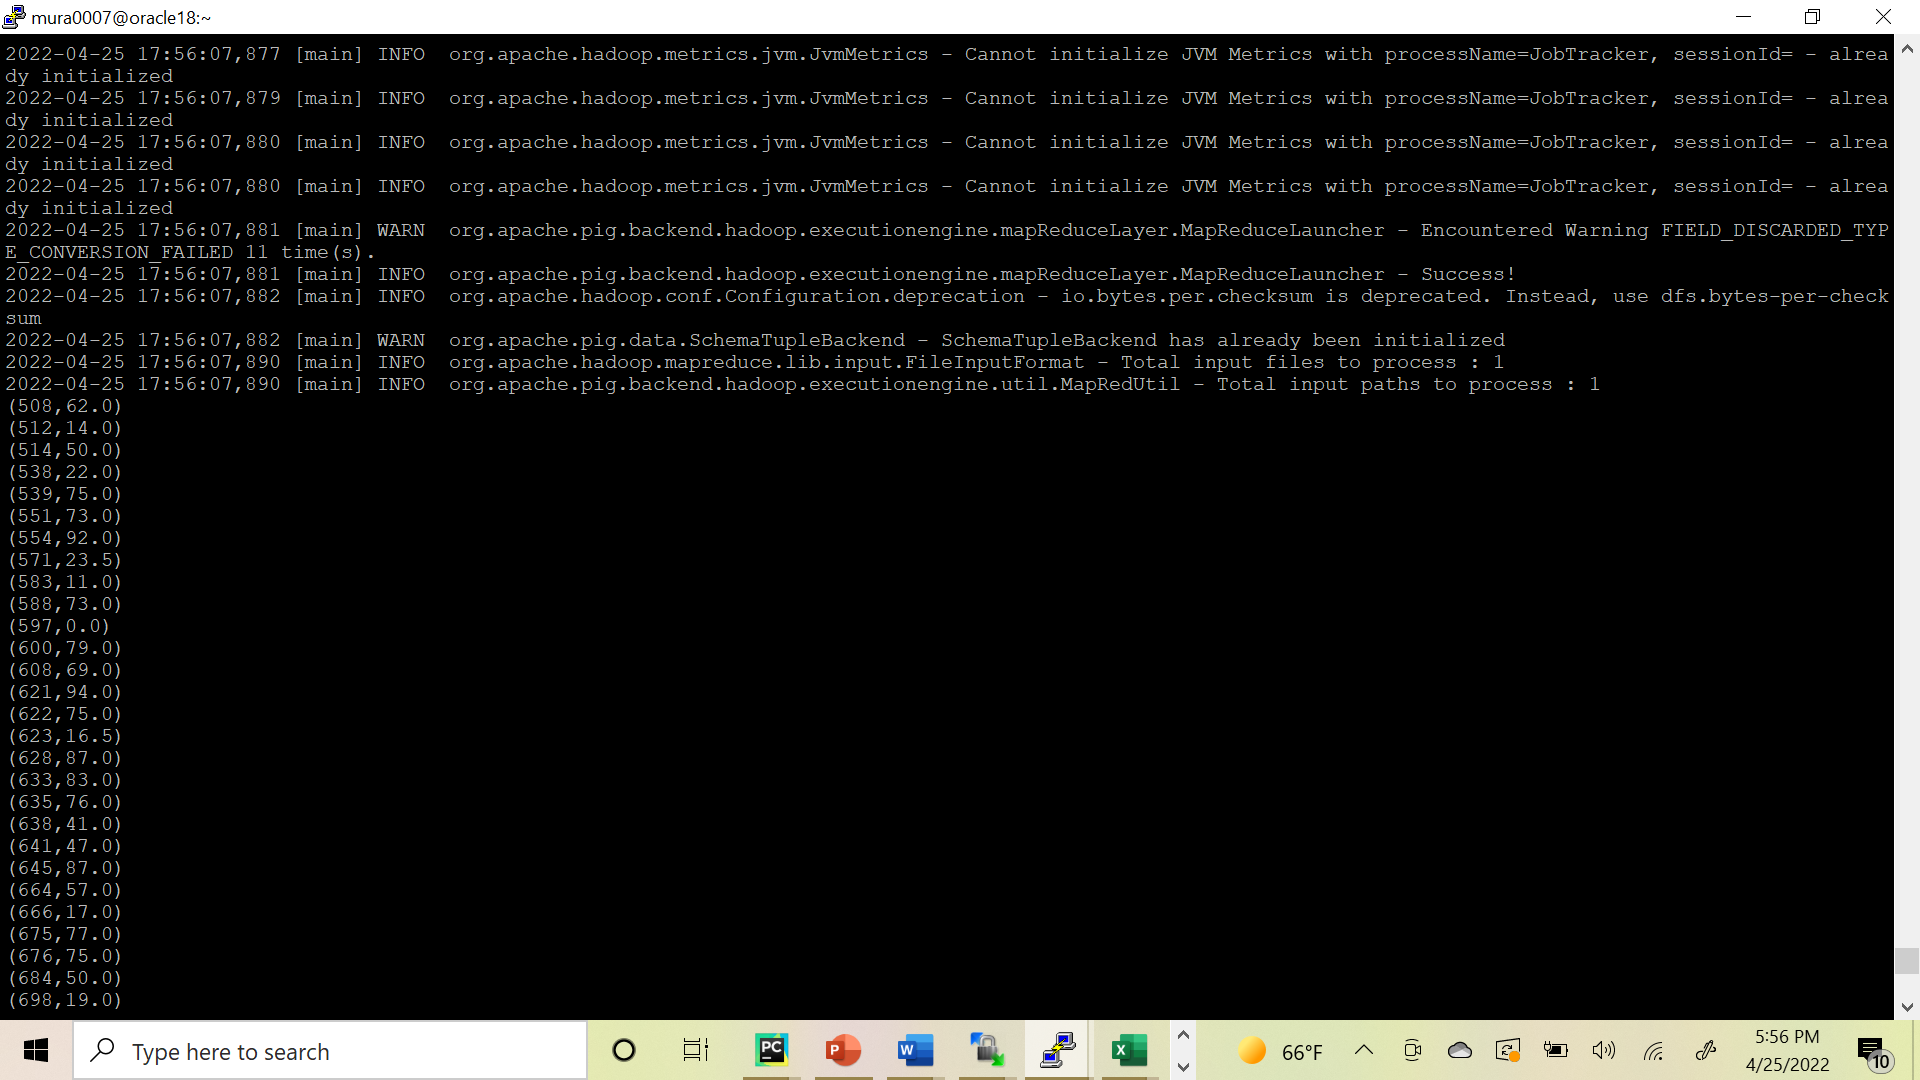 mura0007@oracle18:~
2022-04-25 17:56:07,877 [main] INFO  org.apache.hadoop.metrics.jvm.JvmMetrics - Cannot initialize JVM Metrics with processName=JobTracker, sessionId= - alrea
dy initialized
2022-04-25 17:56:07,879 [main] INFO  org.apache.hadoop.metrics.jvm.JvmMetrics - Cannot initialize JVM Metrics with processName=JobTracker, sessionId= - alrea
dy initialized
2022-04-25 17:56:07,880 [main] INFO  org.apache.hadoop.metrics.jvm.JvmMetrics - Cannot initialize JVM Metrics with processName=JobTracker, sessionId= - alrea
dy initialized
2022-04-25 17:56:07,880 [main] INFO  org.apache.hadoop.metrics.jvm.JvmMetrics - Cannot initialize JVM Metrics with processName=JobTracker, sessionId= - alrea
dy initialized
2022-04-25 17:56:07,881 [main] WARN  org.apache.pig.backend.hadoop.executionengine.mapReduceLayer.MapReduceLauncher - Encountered Warning FIELD_DISCARDED_TYP
E_CONVERSION_FAILED 11 time(s).
2022-04-25 17:56:07,881 [main] INFO  org.apache.pig.backend.hadoop.executionengine.mapReduceLayer.MapReduceLauncher - Success!
2022-04-25 17:56:07,882 [main] INFO  org.apache.hadoop.conf.Configuration.deprecation - io.bytes.per.checksum is deprecated. Instead, use dfs.bytes-per-check
sum
2022-04-25 17:56:07,882 [main] WARN  org.apache.pig.data.SchemaTupleBackend - SchemaTupleBackend has already been initialized
2022-04-25 17:56:07,890 [main] INFO  org.apache.hadoop.mapreduce.lib.input.FileInputFormat - Total input files to process : 1
2022-04-25 17:56:07,890 [main] INFO  org.apache.pig.backend.hadoop.executionengine.util.MapRedUtil - Total input paths to process : 1
(508,62.0)
(512,14.0)
(514,50.0)
(538,22.0)
(539,75.0)
(551,73.0)
(554,92.0)
(571,23.5)
(583,11.0)
(588,73.0)
(597,0.0)
(600,79.0)
(608,69.0)
(621,94.0)
(622,75.0)
(623,16.5)
(628,87.0)
(633,83.0)
(635,76.0)
(638,41.0)
(641,47.0)
(645,87.0)
(664,57.0)
(666,17.0)
(675,77.0)
(676,75.0)
(684,50.0)
(698,19.0)
Type here to search
PC
P
W
X
66°F
5:56 PM
4/25/2022
10